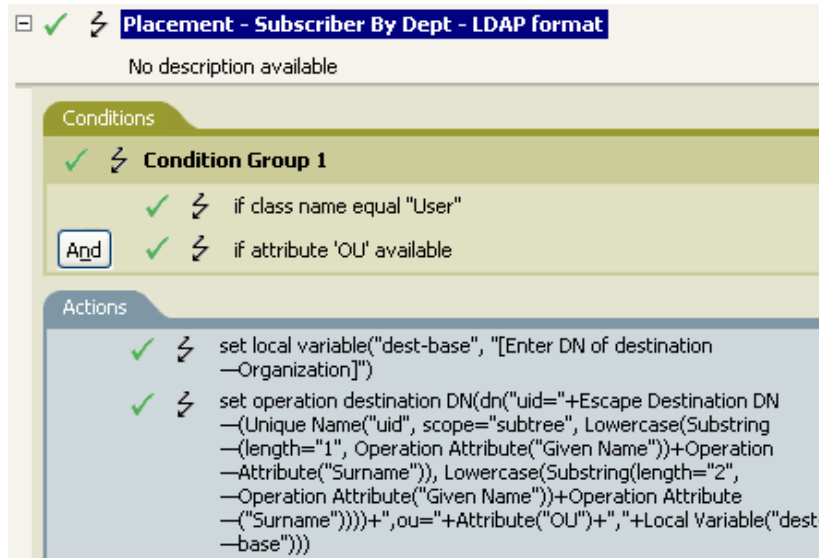 Placement - Subscriber By Dept - LDAP format
No description available
Conditions
Condition Group 1
if class name equal "User"
And
if attribute 'OU' available
Actions
set local variable("dest-base", "[Enter DN of destination
—Organization]")
set operation destination DN(dn("uid="+Escape Destination DN
—(Unique Name("uid", scope="subtree", Lowercase(Substring
—(length="1", Operation Attribute("Given Name"))+Operation
—Attribute("Surname")), Lowercase(Substring(length="2",
—Operation Attribute("Given Name"))+Operation Attribute
—("Surname"))))+",ou="+Attribute("OU")+","+Local Variable("dest-
—base")))